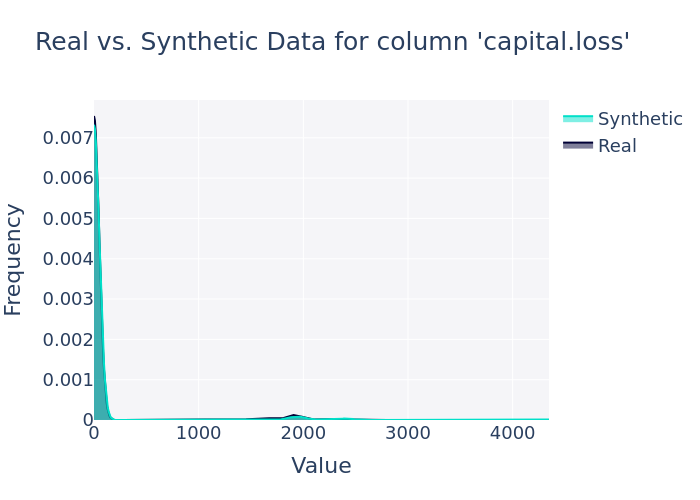 Real vs. Synthetic Data for column 'capital.loss'
Synthetic
Real
Frequency
0.007
0.006
0.005
0.004
0.003
0.002
0.001
0
0 1000 2000 3000 4000
Value